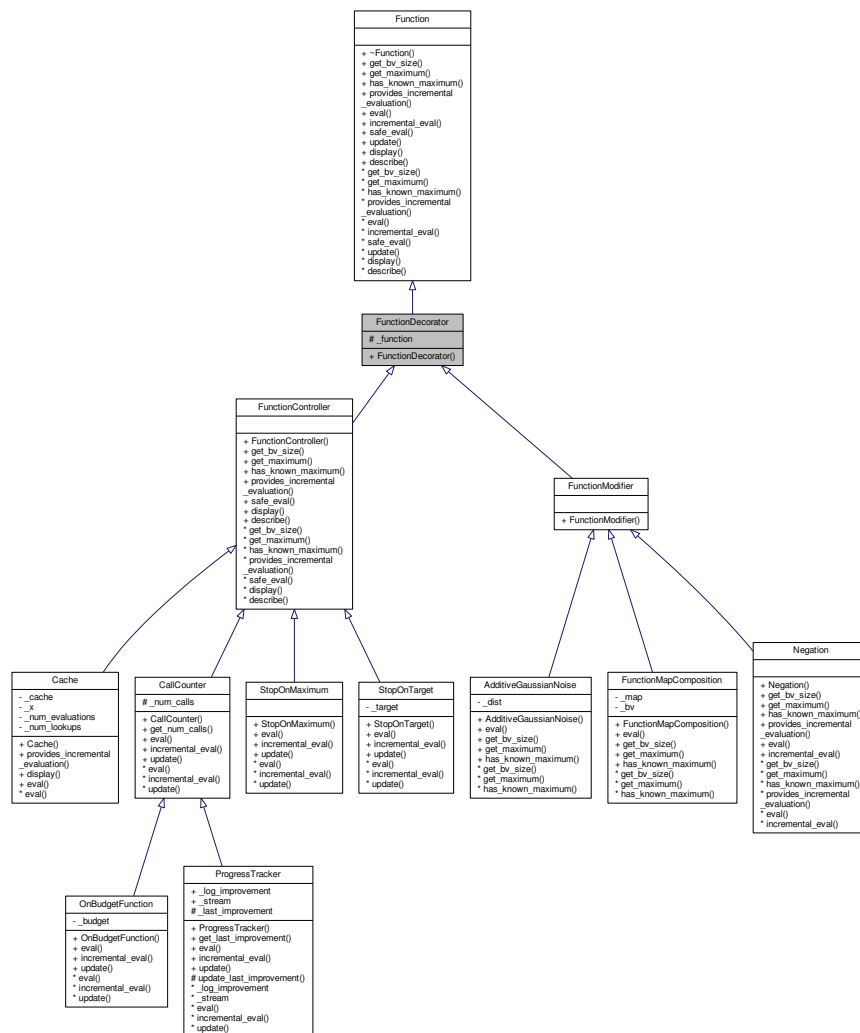 Function
+ ~Function()
+ get_bv_size()
+ get_maximum()
+ has_known_maximum()
+ provides_incremental
_evaluation()
+ eval()
+ incremental_eval()
+ safe_eval()
+ update()
+ display()
+ describe()
* get_bv_size()
* get_maximum()
* has_known_maximum()
* provides_incremental
_evaluation()
* eval()
* incremental_eval()
* safe_eval()
* update()
* display()
* describe()
FunctionDecorator
# _function
+ FunctionDecorator()
FunctionController
+ FunctionController()
+ get_bv_size()
+ get_maximum()
+ has_known_maximum()
+ provides_incremental
_evaluation()
+ safe_eval()
+ display()
+ describe()
* get_bv_size()
* get_maximum()
* has_known_maximum()
* provides_incremental
_evaluation()
* safe_eval()
* display()
* describe()
FunctionModifier
+ FunctionModifier()
Cache
- _cache
- _x
- _num_evaluations
- _num_lookups
+ Cache()
+ provides_incremental
_evaluation()
+ display()
+ eval()
* eval()
CallCounter
# _num_calls
+ CallCounter()
+ get_num_calls()
+ eval()
+ incremental_eval()
+ update()
* eval()
* incremental_eval()
* update()
StopOnMaximum
+ StopOnMaximum()
+ eval()
+ incremental_eval()
+ update()
* eval()
* incremental_eval()
* update()
StopOnTarget
- _target
+ StopOnTarget()
+ eval()
+ incremental_eval()
+ update()
* eval()
* incremental_eval()
* update()
AdditiveGaussianNoise
- _dist
+ AdditiveGaussianNoise()
+ eval()
+ get_bv_size()
+ get_maximum()
+ has_known_maximum()
* get_bv_size()
* get_maximum()
* has_known_maximum()
FunctionMapComposition
- _map
- _bv
+ FunctionMapComposition()
+ eval()
+ get_bv_size()
+ get_maximum()
+ has_known_maximum()
* get_bv_size()
* get_maximum()
* has_known_maximum()
Negation
+ Negation()
+ get_bv_size()
+ get_maximum()
+ has_known_maximum()
+ provides_incremental
_evaluation()
+ eval()
+ incremental_eval()
* get_bv_size()
* get_maximum()
* has_known_maximum()
* provides_incremental
_evaluation()
* eval()
* incremental_eval()
OnBudgetFunction
- _budget
+ OnBudgetFunction()
+ eval()
+ incremental_eval()
+ update()
* eval()
* incremental_eval()
* update()
ProgressTracker
+ _log_improvement
+ _stream
# _last_improvement
+ ProgressTracker()
+ get_last_improvement()
+ eval()
+ incremental_eval()
+ update()
# update_last_improvement()
* _log_improvement
* _stream
* eval()
* incremental_eval()
* update()